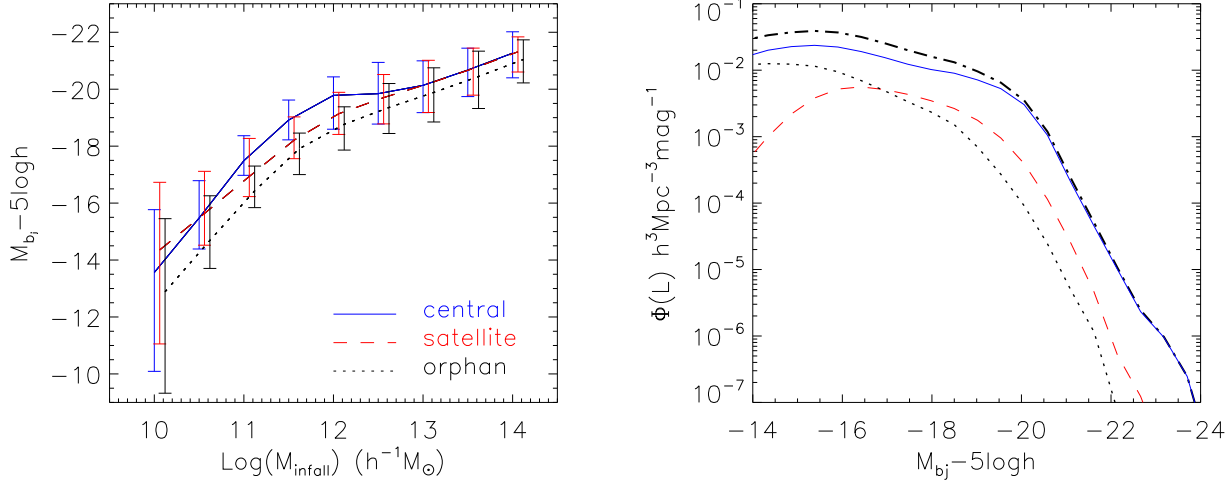 M_bj−5logh
−22
−20
−18
−16
−14
−12
−10
central
satellite
orphan
10 11 12 13 14
Log(M_infall) (h^−1M_⊙)
Φ(L) h^3Mpc^−3mag^−1
10^−1
10^−2
10^−3
10^−4
10^−5
10^−6
10^−7
−14 −16 −18 −20 −22 −24
M_bj−5logh